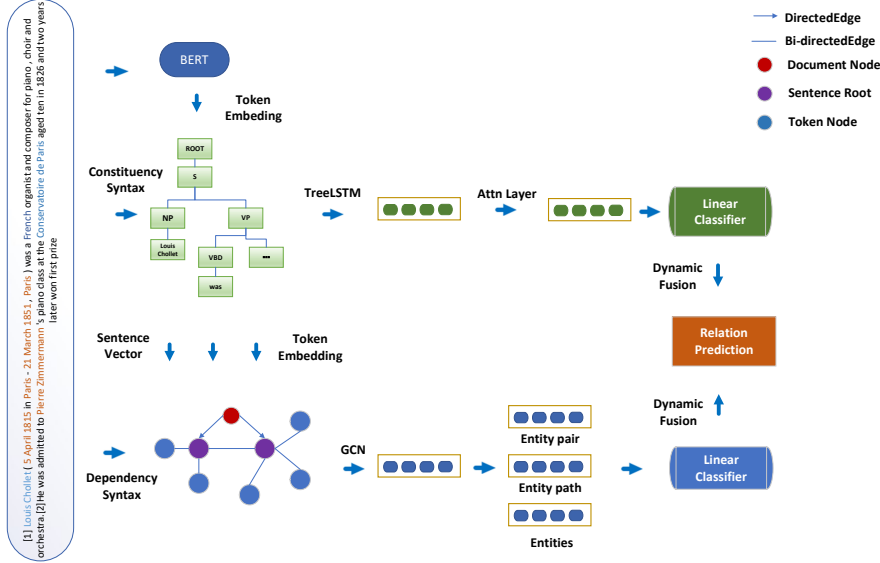 [1] Louis Chollet ( 5 April 1815 in Paris - 21 March 1851 , Paris ) was a French organist and composer for piano , choir and
orchestra.[2]He was admitted to Pierre Zimmermann 's piano class at the Conservatoire de Paris aged ten in 1826 and two years
later won first prize
BERT
Token
Embeding
Constituency
Syntax
ROOT
S
NP
VP
Louis
Chollet
VBD
•••
was
TreeLSTM
Attn Layer
Linear
Classifier
Dynamic
Fusion
Relation
Prediction
Dynamic
Fusion
Sentence
Vector
Token
Embedding
Dependency
Syntax
GCN
Entity pair
Entity path
Entities
Linear
Classifier
DirectedEdge
Bi-directedEdge
Document Node
Sentence Root
Token Node